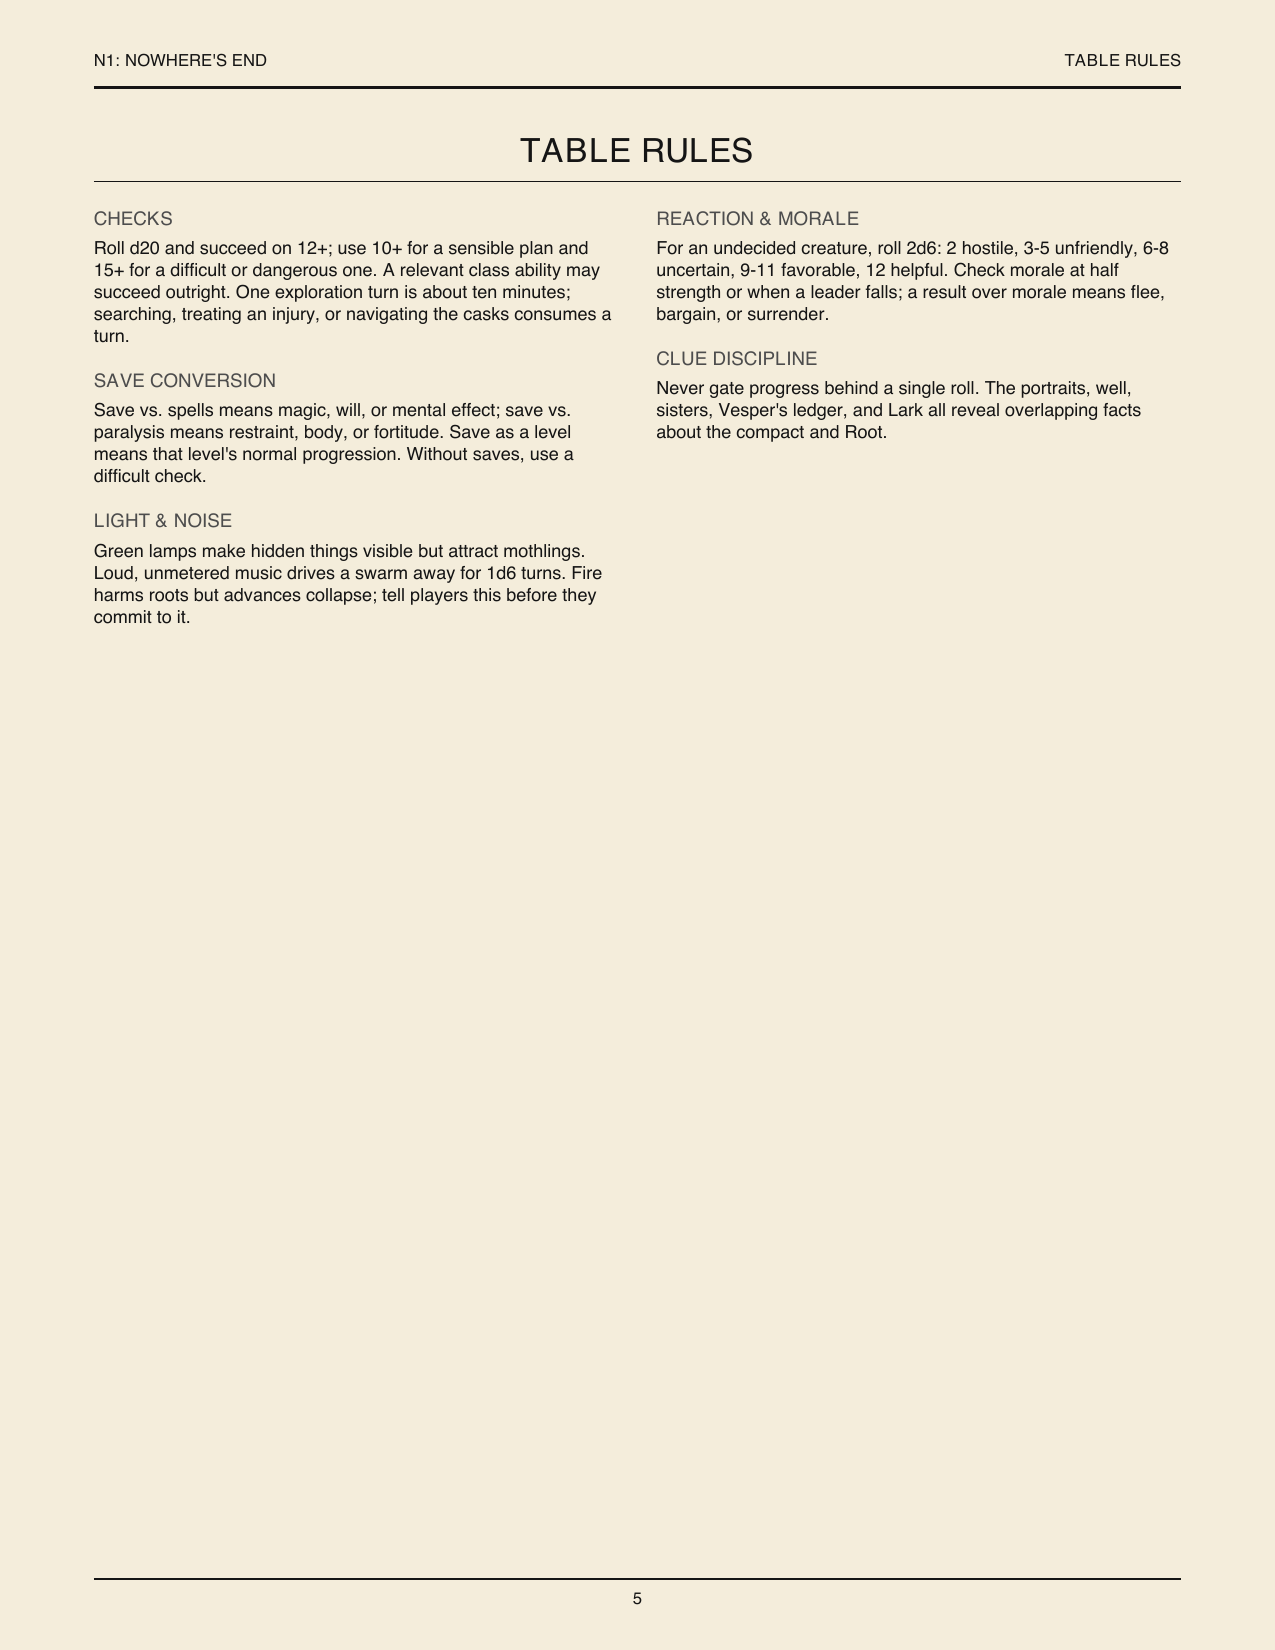 N1: NOWHERE'S END
TABLE RULES
TABLE RULES
CHECKS
Roll d20 and succeed on 12+; use 10+ for a sensible plan and
15+ for a difficult or dangerous one. A relevant class ability may
succeed outright. One exploration turn is about ten minutes;
searching, treating an injury, or navigating the casks consumes a
turn.
SAVE CONVERSION
Save vs. spells means magic, will, or mental effect; save vs.
paralysis means restraint, body, or fortitude. Save as a level
means that level's normal progression. Without saves, use a
difficult check.
LIGHT & NOISE
Green lamps make hidden things visible but attract mothlings.
Loud, unmetered music drives a swarm away for 1d6 turns. Fire
harms roots but advances collapse; tell players this before they
commit to it.
REACTION & MORALE
For an undecided creature, roll 2d6: 2 hostile, 3-5 unfriendly, 6-8
uncertain, 9-11 favorable, 12 helpful. Check morale at half
strength or when a leader falls; a result over morale means flee,
bargain, or surrender.
CLUE DISCIPLINE
Never gate progress behind a single roll. The portraits, well,
sisters, Vesper's ledger, and Lark all reveal overlapping facts
about the compact and Root.
5